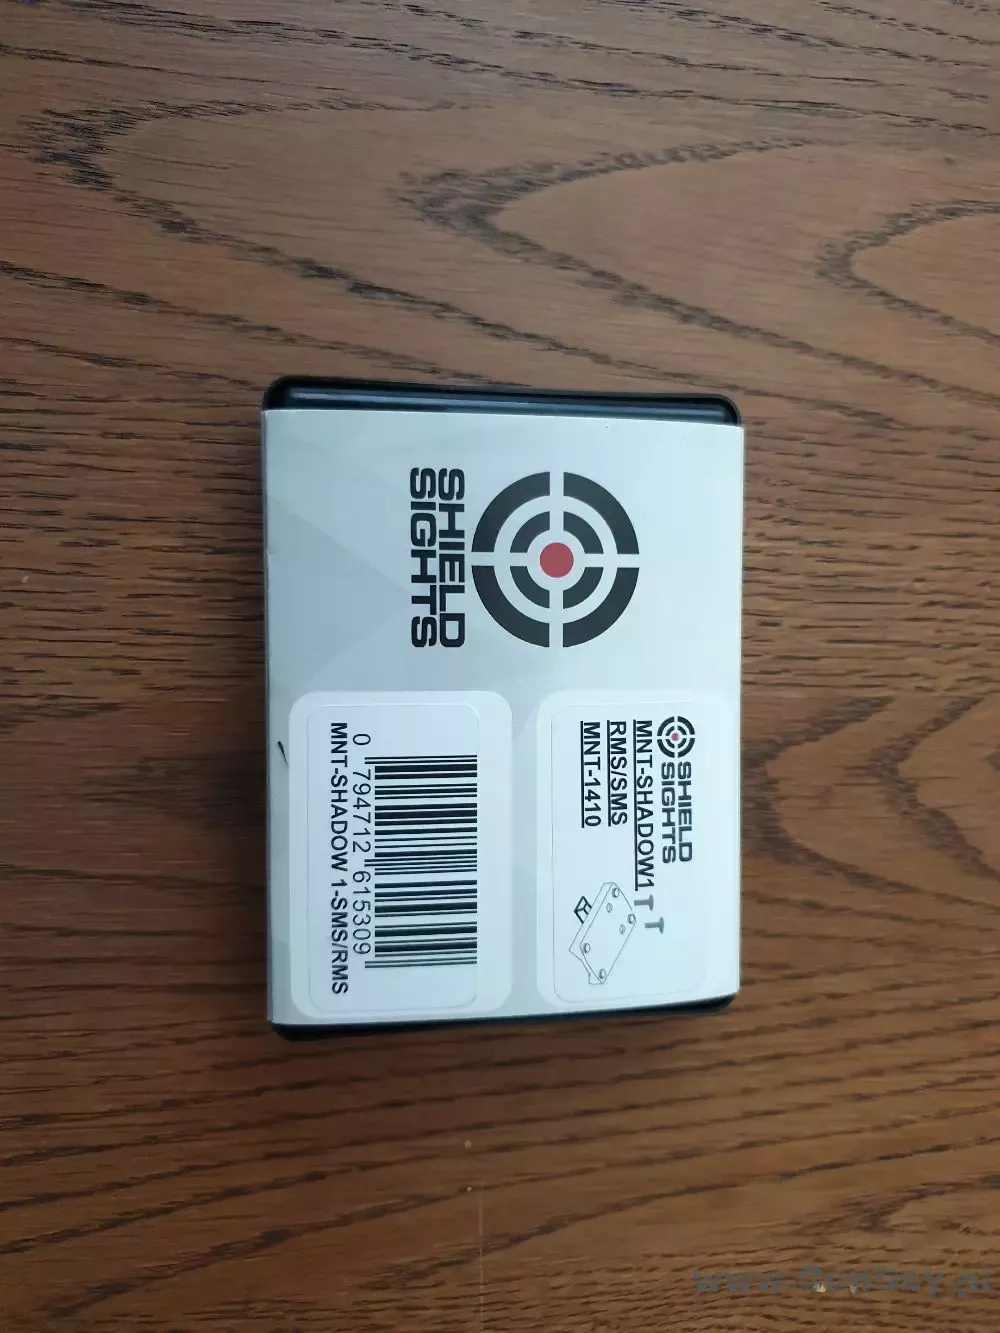 SHIELD
SIGHTS
SHIELD
SIGHTS
MNT-SHADOW1
RMS/SMS
MNT-1410
0 794712 615309
MNT-SHADOW 1-SMS/RMS